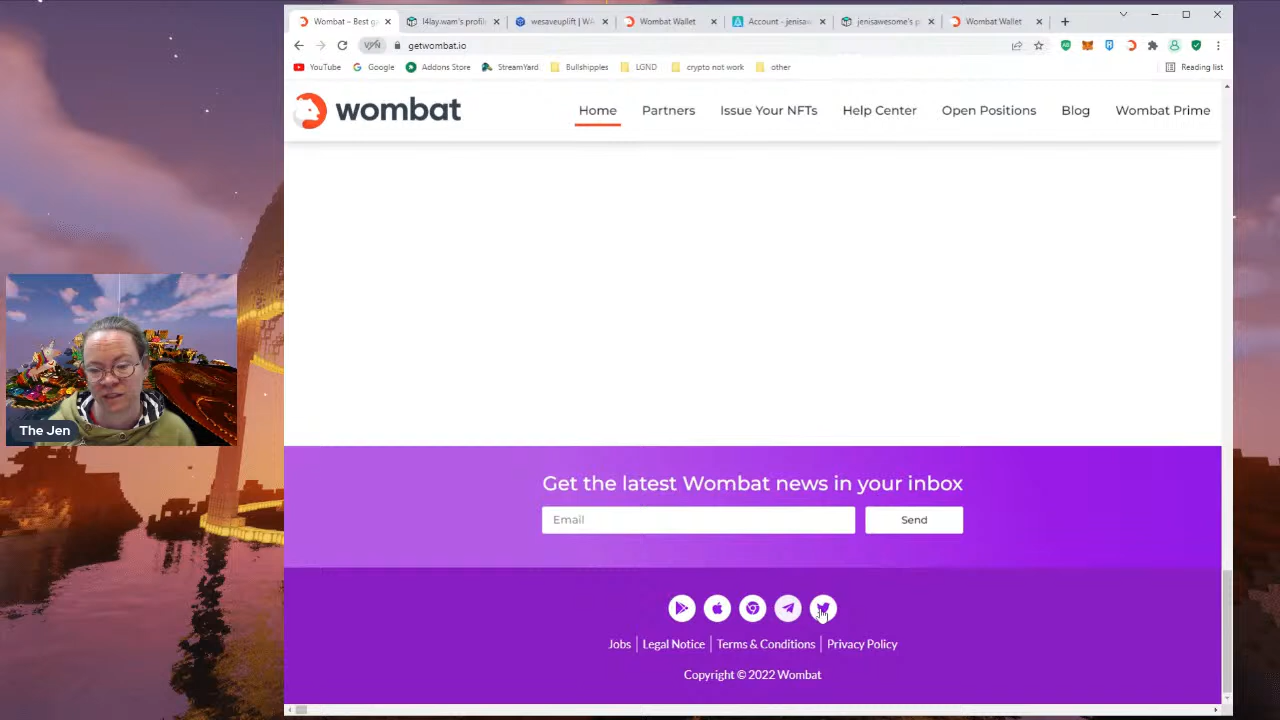 Wombat – Best g
l4lay.wam's profil
wesaveuplift | W
Wombat Wallet
Account - jenisaw
jenisawesome's p
Wombat Wallet
VPN
getwombat.io
YouTube
Google
Addons Store
StreamYard
Bullshipples
LGND
crypto not work
other
Reading list
wombat
Home
Partners
Issue Your NFTs
Help Center
Open Positions
Blog
Wombat Prime
The Jen
Get the latest Wombat news in your inbox
Email
Send
Jobs | Legal Notice | Terms & Conditions | Privacy Policy
Copyright © 2022 Wombat